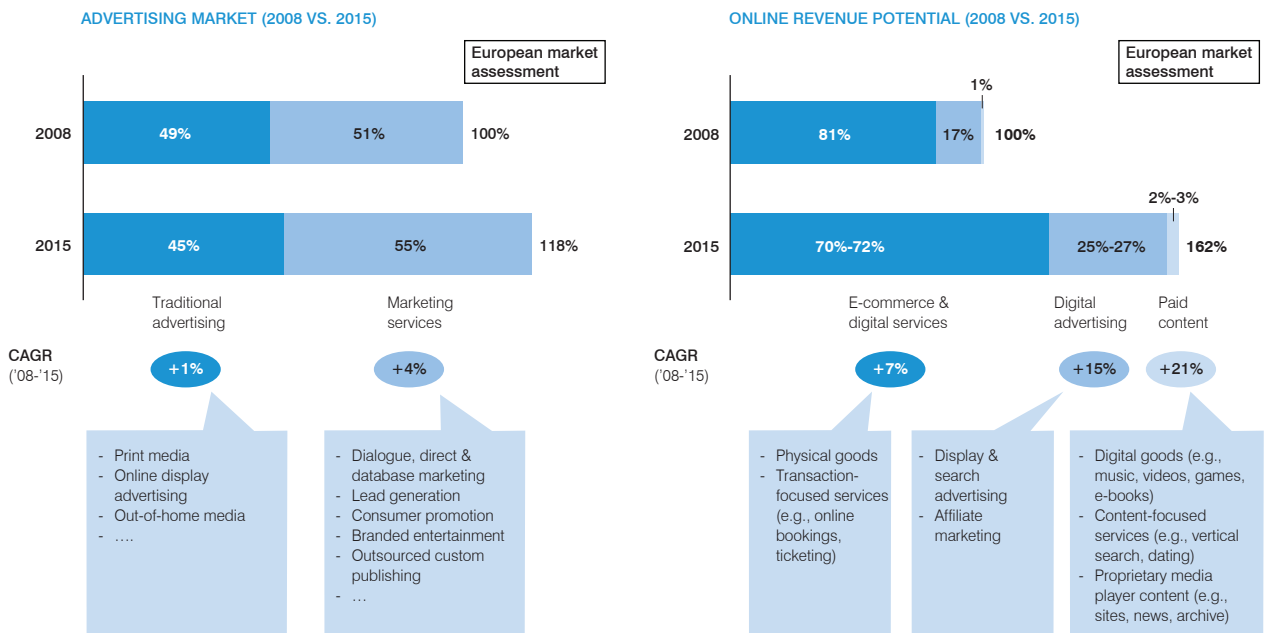 ADVERTISING MARKET (2008 VS. 2015)
European market
assessment
2008
49%
51%
100%
2015
45%
55%
118%
Traditional
advertising
Marketing
services
CAGR
('08-'15)
+1%
+4%
- Print media
- Online display
advertising
- Out-of-home media
- ....
- Dialogue, direct &
database marketing
- Lead generation
- Consumer promotion
- Branded entertainment
- Outsourced custom
publishing
- ...
ONLINE REVENUE POTENTIAL (2008 VS. 2015)
European market
assessment
1%
2008
81%
17%
100%
2%-3%
2015
70%-72%
25%-27%
162%
E-commerce &
digital services
Digital
advertising
Paid
content
CAGR
('08-'15)
+7%
+15%
+21%
- Physical goods
- Transaction-
focused services
(e.g., online
bookings,
ticketing)
- Display &
search
advertising
- Affiliate
marketing
- Digital goods (e.g.,
music, videos, games,
e-books)
- Content-focused
services (e.g., vertical
search, dating)
- Proprietary media
player content (e.g.,
sites, news, archive)